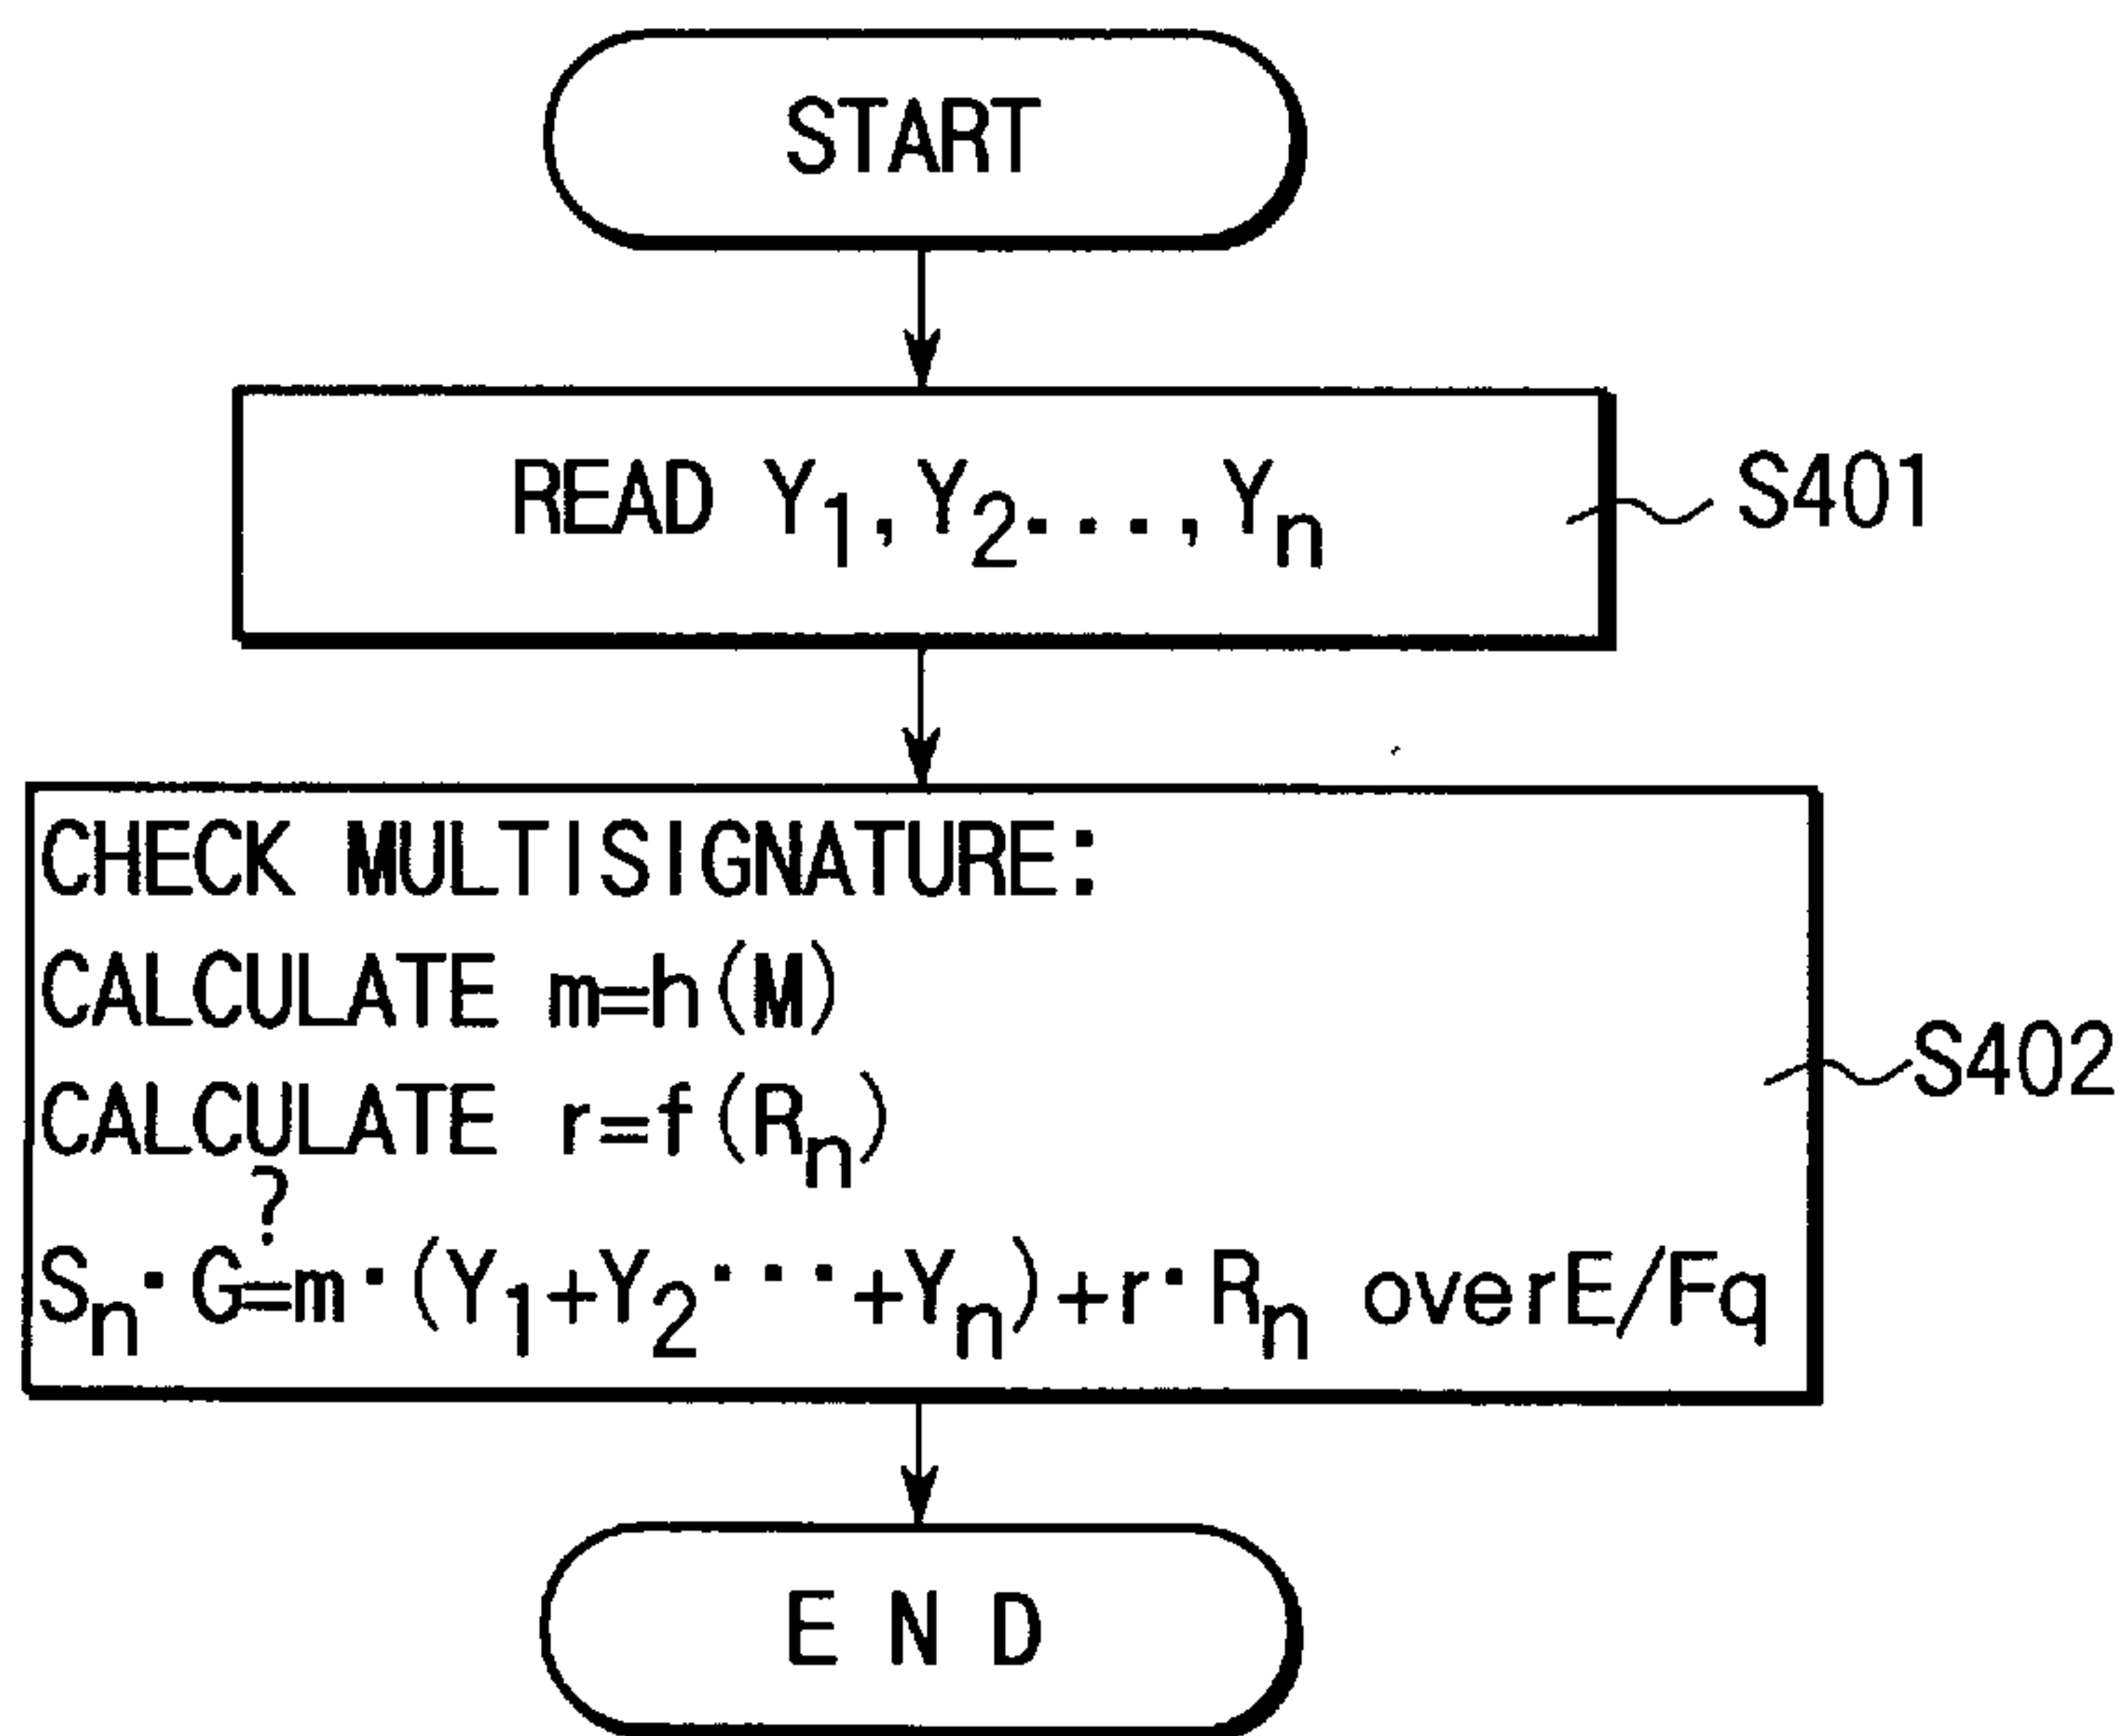 START
READ Y₁,Y₂...,Yₙ
S401
CHECK MULTISIGNATURE:
CALCULATE m=h(M)
CALCULATE r=f(Rₙ)
?
Sₙ·G=m·(Y₁+Y₂···+Yₙ)+r·Rₙ overE/Fq
S402
E N D